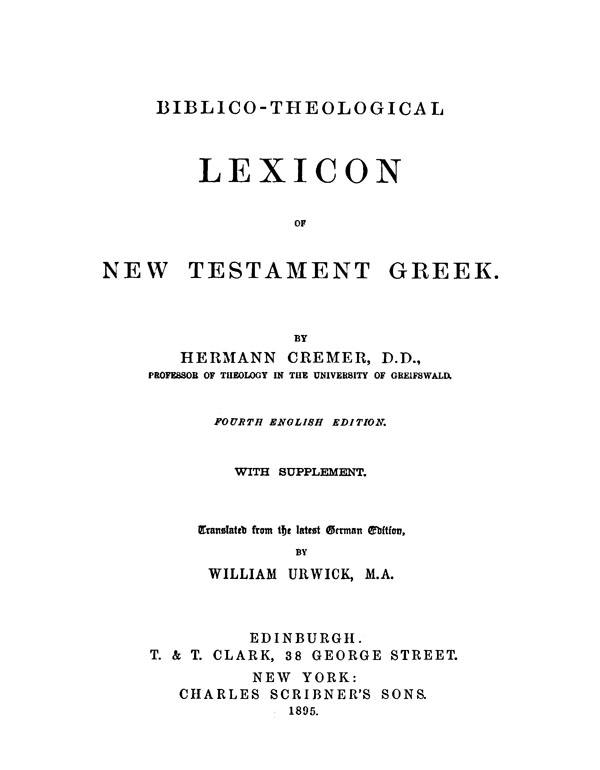 BIBLICO-THEOLOGICAL
LEXICON
OF
NEW TESTAMENT GREEK.
BY
HERMANN CREMER, D.D.,
PROFESSOR OF THEOLOGY IN THE UNIVERSITY OF GREIFSWALD.
FOURTH ENGLISH EDITION.
WITH SUPPLEMENT.
Translated from the latest German Edition,
BY
WILLIAM URWICK, M.A.
EDINBURGH.
T. & T. CLARK, 38 GEORGE STREET.
NEW YORK:
CHARLES SCRIBNER'S SONS.
1895.